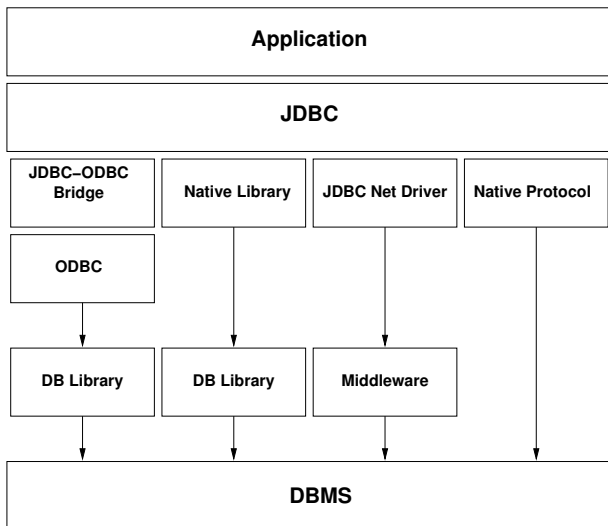 Application
JDBC
JDBC−ODBC
Bridge
Native Library
JDBC Net Driver
Native Protocol
ODBC
DB Library
DB Library
Middleware
DBMS